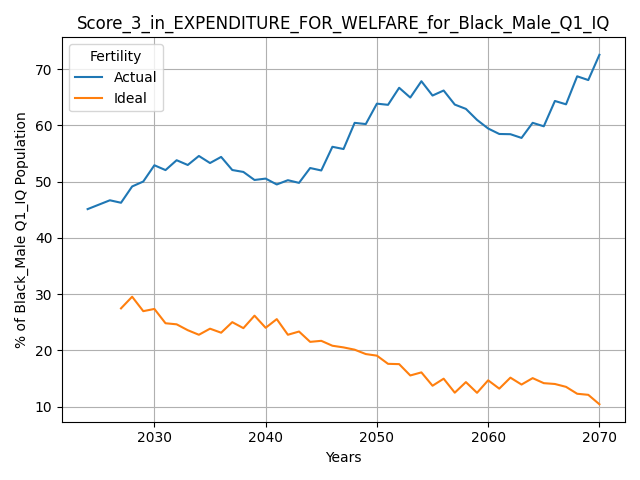 Score_3_in_EXPENDITURE_FOR_WELFARE_for_Black_Male_Q1_IQ
Fertility
Actual
Ideal
% of Black_Male Q1_IQ Population
70
60
50
40
30
20
10
2030 2040 2050 2060 2070
Years